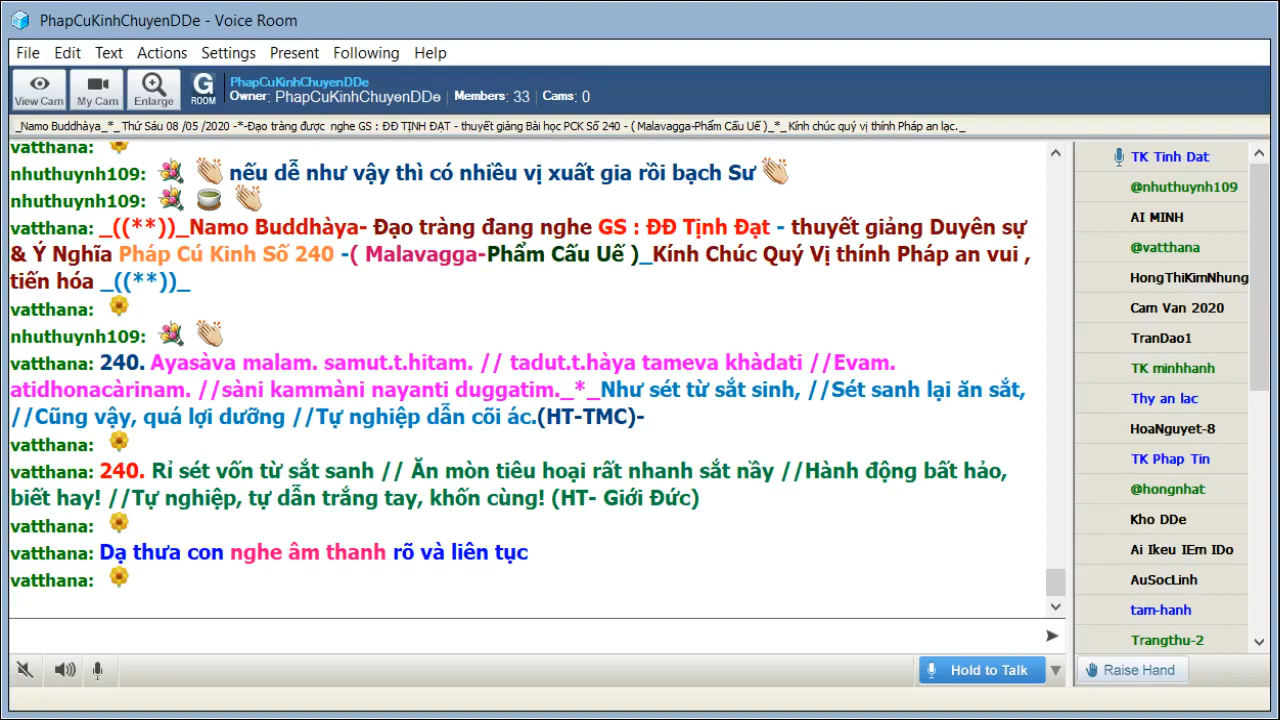 PhapCuKinhChuyenDDe - Voice Room
File Edit Text Actions Settings Present Following Help
View Cam My Cam Enlarge G ROOM
PhapCuKinhChuyenDDe
Owner: PhapCuKinhChuyenDDe | Members: 33 | Cams: 0
_Namo Buddhàya_*_ Thứ Sáu 08 /05 /2020 -*-Đạo tràng được nghe GS : ĐĐ TỊNH ĐẠT - thuyết giảng Bài học PCK Số 240 - ( Malavagga-Phẩm Cấu Uế )_*_ Kính chúc quý vị thính Pháp an lạc._
vatthana:
nhuthuynh109: nếu dễ như vậy thì có nhiều vị xuất gia rồi bạch Sư
nhuthuynh109:
vatthana: _((**))_Namo Buddhàya- Đạo tràng đang nghe GS : ĐĐ Tịnh Đạt - thuyết giảng Duyên sự
& Ý Nghĩa Pháp Cú Kinh Số 240 -( Malavagga-Phẩm Cấu Uế )_Kính Chúc Quý Vị thính Pháp an vui ,
tiến hóa _((**))_
vatthana:
nhuthuynh109:
vatthana: 240. Ayasàva malam. samut.t.hitam. // tadut.t.hàya tameva khàdati //Evam.
atidhonacàrinam. //sàni kammàni nayanti duggatim._*_Như sét từ sắt sinh, //Sét sanh lại ăn sắt,
//Cũng vậy, quá lợi dưỡng //Tự nghiệp dẫn cõi ác.(HT-TMC)-
vatthana:
vatthana: 240. Rỉ sét vốn từ sắt sanh // Ăn mòn tiêu hoại rất nhanh sắt nầy //Hành động bất hảo,
biết hay! //Tự nghiệp, tự dẫn trắng tay, khốn cùng! (HT- Giới Đức)
vatthana:
vatthana: Dạ thưa con nghe âm thanh rõ và liên tục
vatthana:
TK Tinh Dat
@nhuthuynh109
AI MINH
@vatthana
HongThiKimNhung
Cam Van 2020
TranDao1
TK minhhanh
Thy an lac
HoaNguyet-8
TK Phap Tin
@hongnhat
Kho DDe
Ai Ikeu IEm IDo
AuSocLinh
tam-hanh
Trangthu-2
Hold to Talk
Raise Hand